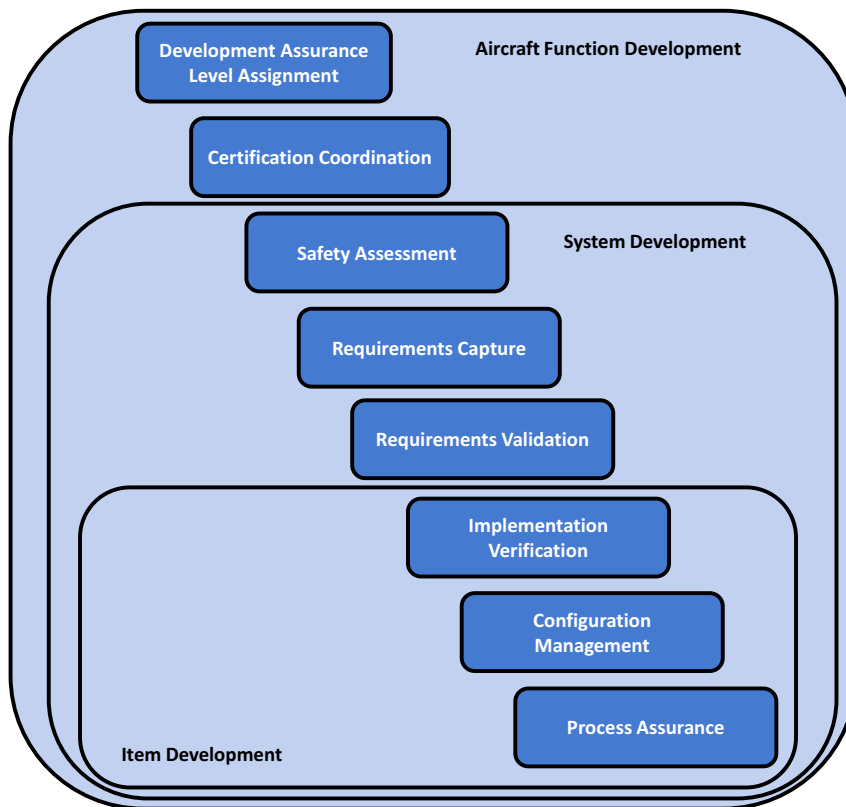 Development Assurance
Level Assignment
Aircraft Function Development
Certification Coordination
System Development
Safety Assessment
Requirements Capture
Requirements Validation
Implementation
Verification
Configuration
Management
Process Assurance
Item Development